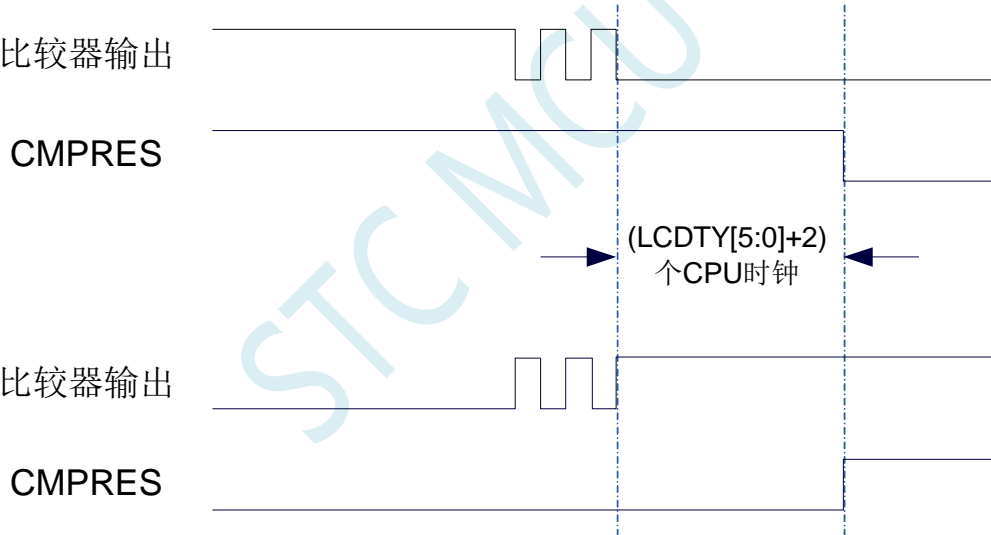 比较器输出
CMPRES
(LCDTY[5:0]+2)
个CPU时钟
比较器输出
CMPRES
STC MCU